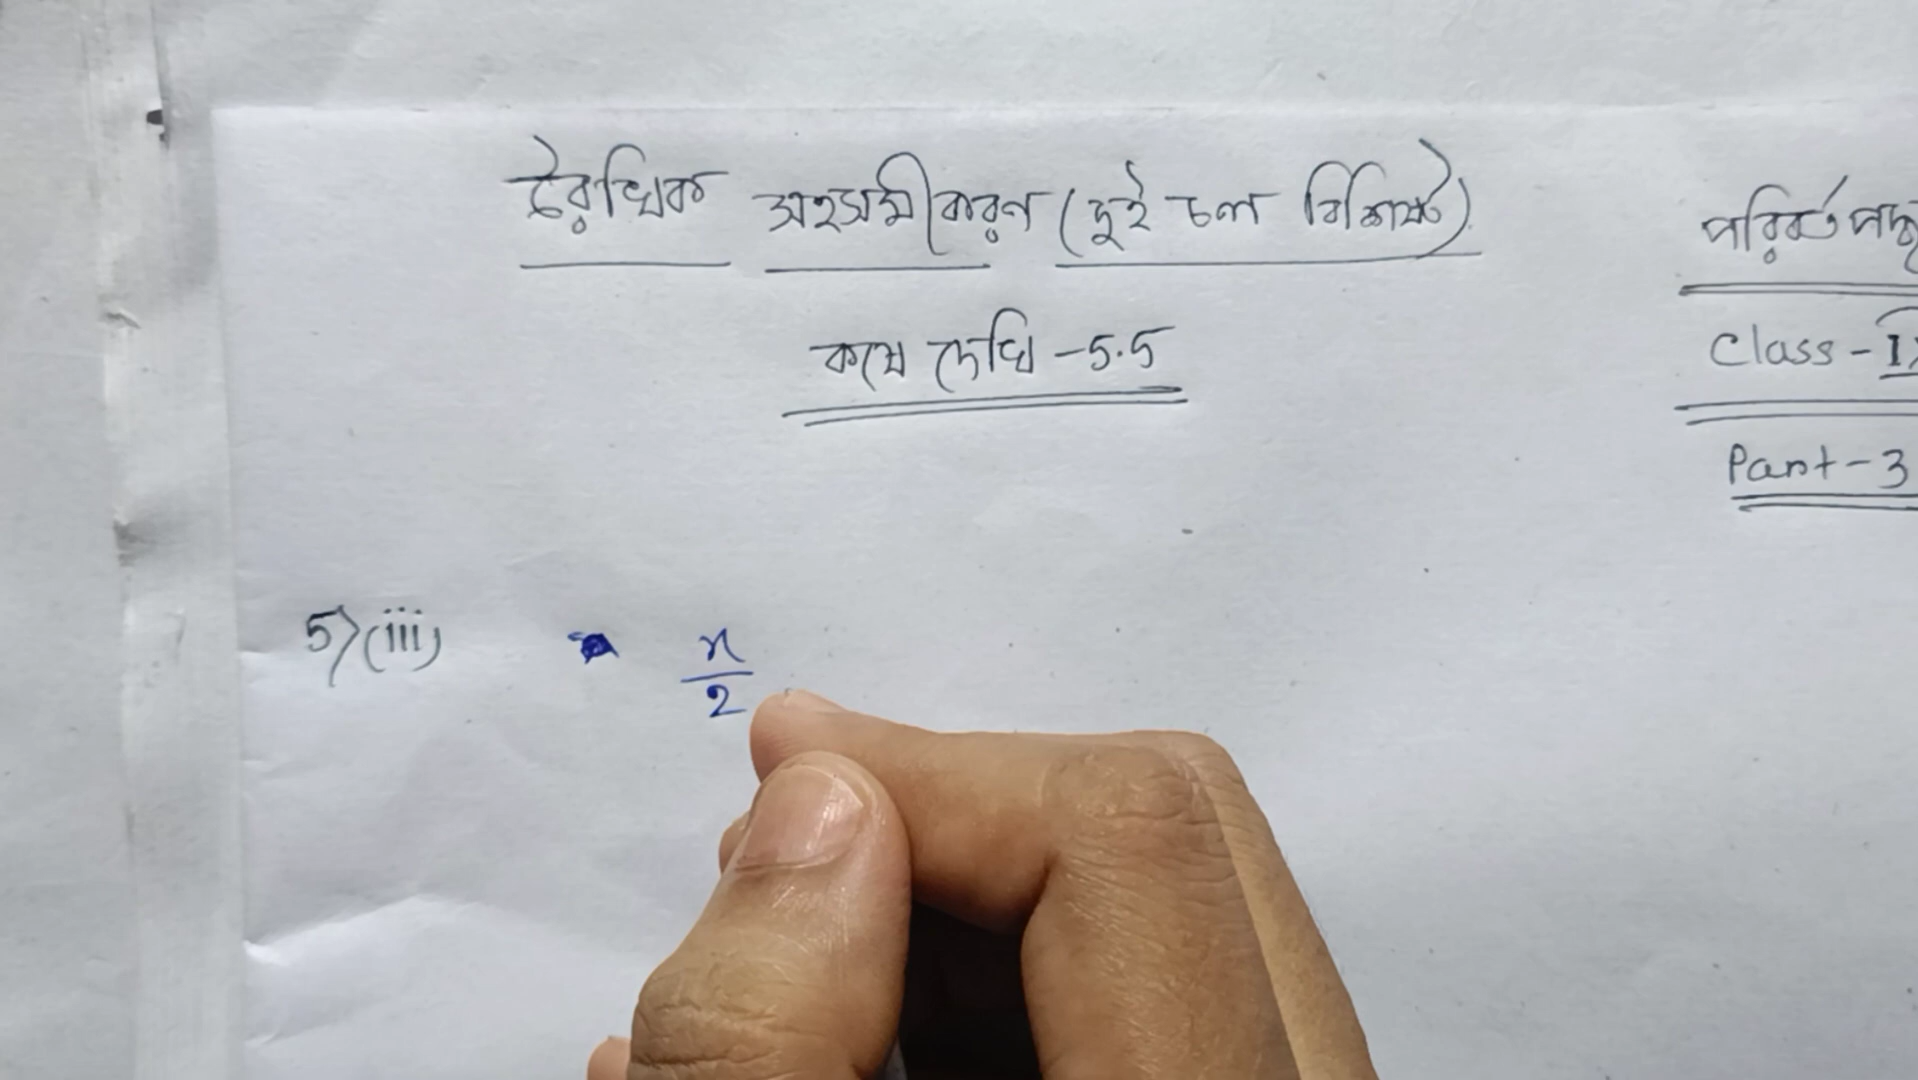 রৈখিক সহসমীকরণ (দুই চল বিশিষ্ট)
কষে দেখি -5.5
পরিবর্ত
Class -
Part-3
5)(iii)
x/2